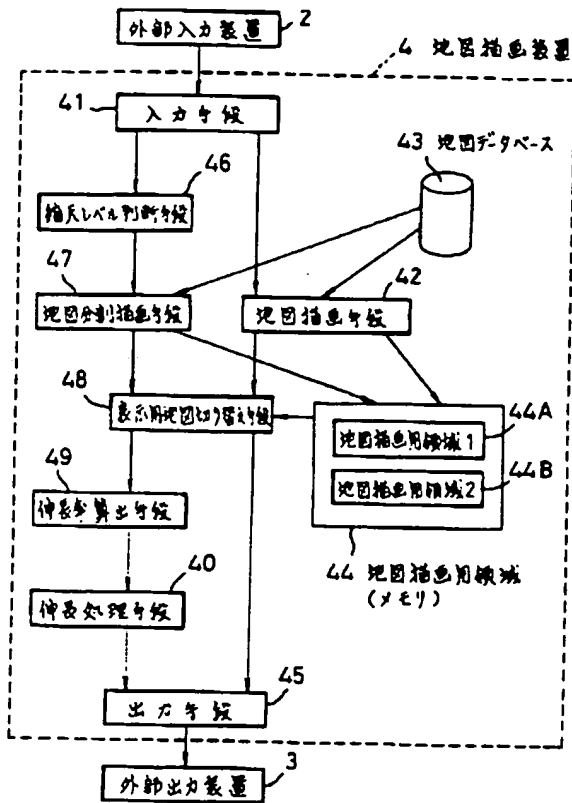 外部入力装置 2
4 地図描画装置
41
入力手段
43 地図データベース
46
縮尺レベル判断手段
47
42
地図分割描画手段
地図描画手段
48
表示用地図切り替え手段
44A
地図描画用領域1
44B
地図描画用領域2
49
伸長率算出手段
44 地図描画用領域
(メモリ)
40
伸長処理手段
45
出力手段
3
外部出力装置